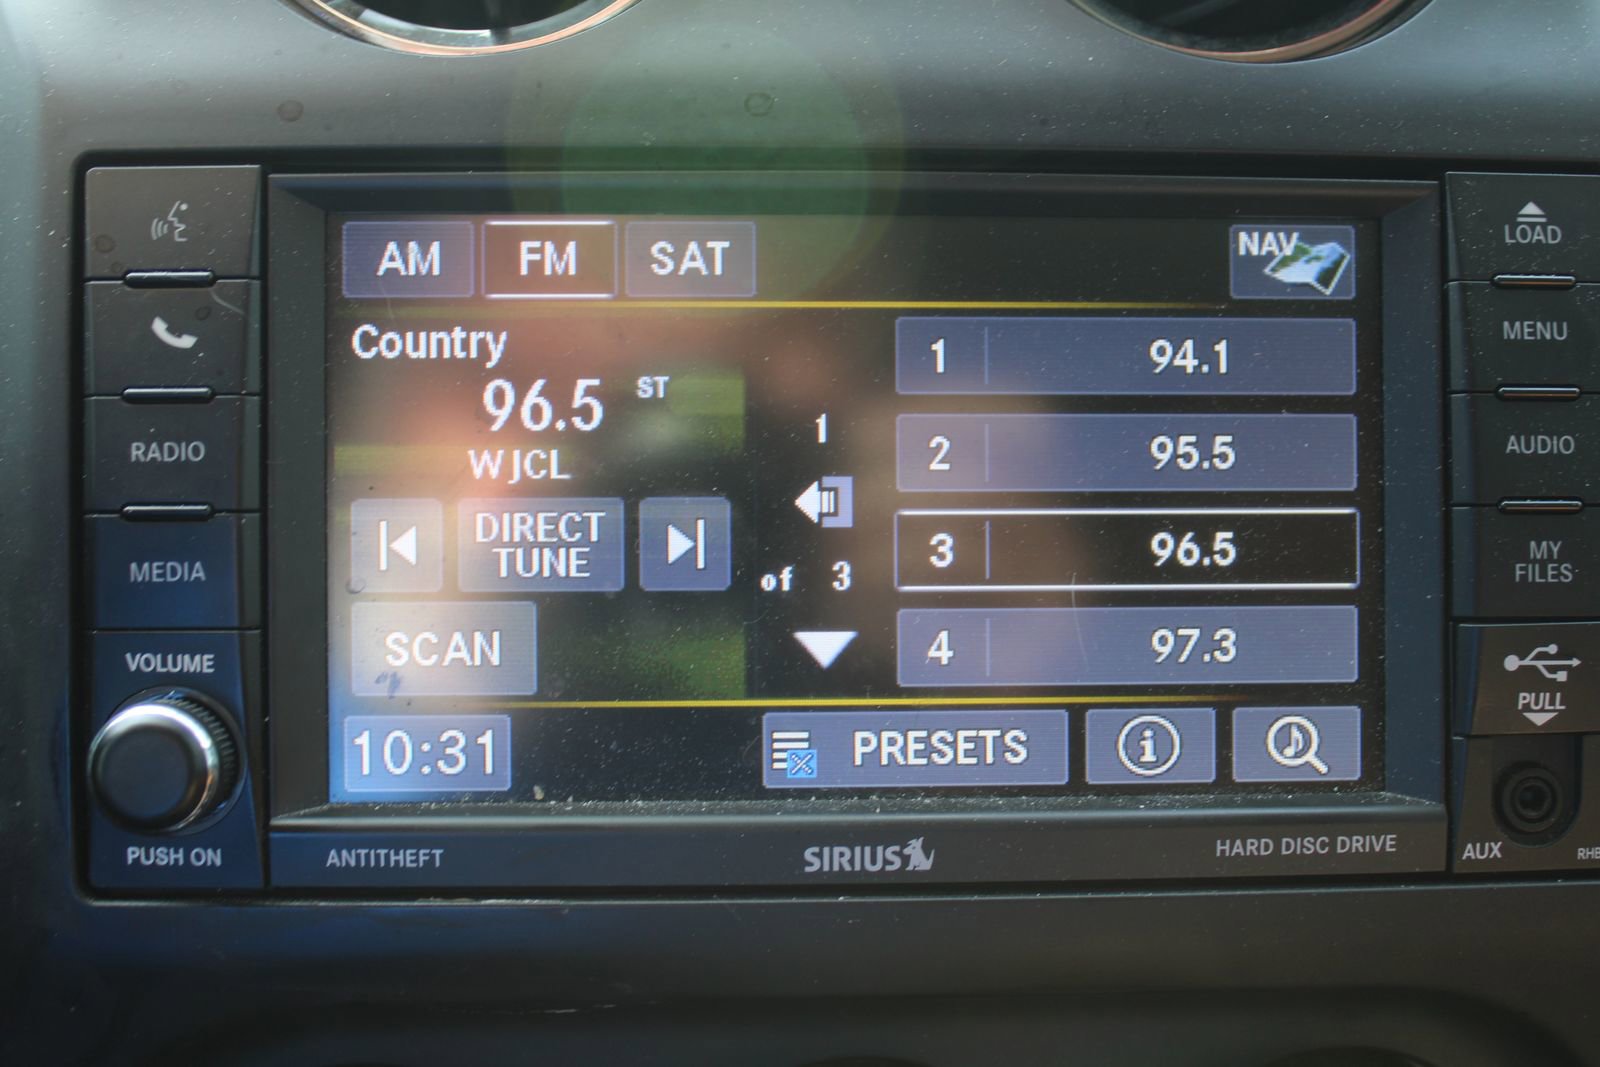 AM FM SAT NAV
Country
96.5 ST
WJCL
DIRECT
TUNE
SCAN
1
of 3
1 94.1
2 95.5
3 96.5
4 97.3
10:31 PRESETS i
RADIO
MEDIA
VOLUME
PUSH ON
ANTITHEFT
SIRIUS
HARD DISC DRIVE
LOAD
MENU
AUDIO
MY
FILES
PULL
AUX
RHB